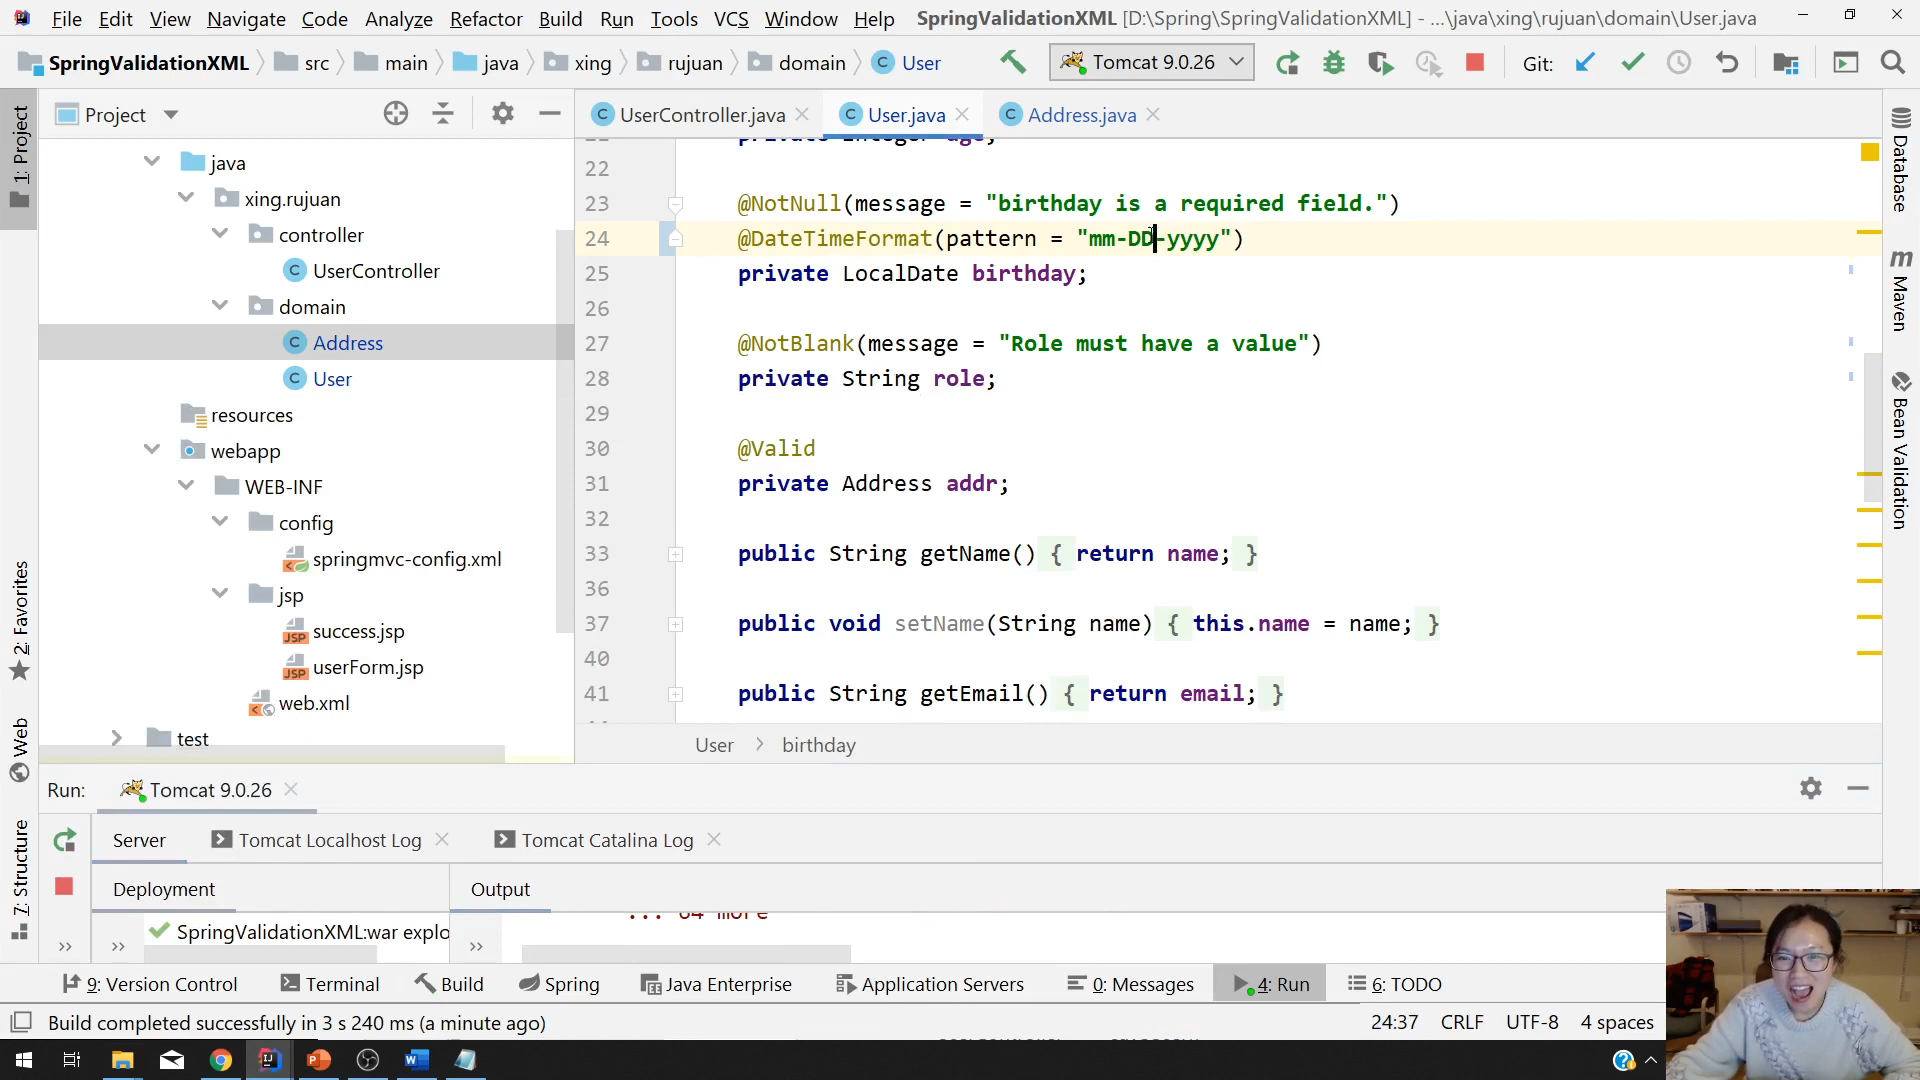 File Edit View Navigate Code Analyze Refactor Build Run Tools VCS Window Help SpringValidationXML [D:\Spring\SpringValidationXML] - ...\java\xing\rujuan\domain\User.java
SpringValidationXML src main java xing rujuan domain User Tomcat 9.0.26 Git:
Project
UserController.java User.java Address.java
1: Project
java
xing.rujuan
controller
UserController
domain
Address
User
resources
webapp
WEB-INF
config
springmvc-config.xml
jsp
success.jsp
userForm.jsp
web.xml
test
2: Favorites
Web
7: Structure
22
23 @NotNull(message = "birthday is a required field.")
24 @DateTimeFormat(pattern = "mm-DD-yyyy")
25 private LocalDate birthday;
26
27 @NotBlank(message = "Role must have a value")
28 private String role;
29
30 @Valid
31 private Address addr;
32
33 public String getName() { return name; }
36
37 public void setName(String name) { this.name = name; }
40
41 public String getEmail() { return email; }
User > birthday
Database
Maven
Bean Validation
Run: Tomcat 9.0.26
Server Tomcat Localhost Log Tomcat Catalina Log
Deployment Output
SpringValidationXML:war explo
... 64 more
9: Version Control Terminal Build Spring Java Enterprise Application Servers 0: Messages 4: Run 6: TODO
Build completed successfully in 3 s 240 ms (a minute ago) 24:37 CRLF UTF-8 4 spaces